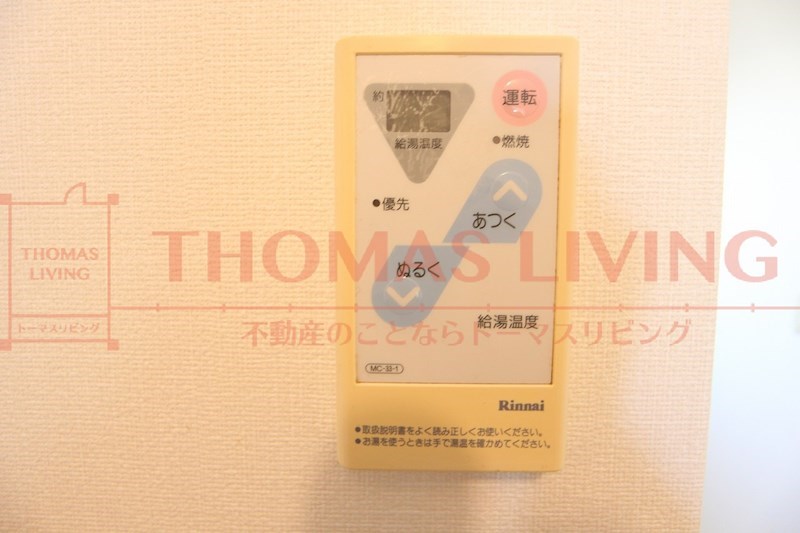 約
運転
給湯温度
燃焼
優先
あつく
THOMAS LIVING
THOMAS
LIVING
ぬるく
トーマスリビング
不動産のことならトーマスリビング
給湯温度
MC-III-1
Rinnai
●取扱説明書をよく読み正しくお使いください。
●お湯を使うときは手で湯温を確かめてください。